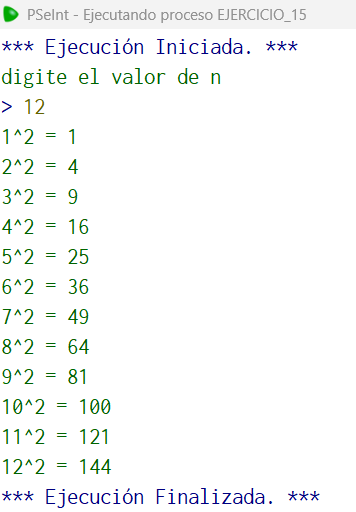 PSeInt - Ejecutando proceso EJERCICIO_15
*** Ejecución Iniciada. ***
digite el valor de n
> 12
1^2 = 1
2^2 = 4
3^2 = 9
4^2 = 16
5^2 = 25
6^2 = 36
7^2 = 49
8^2 = 64
9^2 = 81
10^2 = 100
11^2 = 121
12^2 = 144
*** Ejecución Finalizada. ***